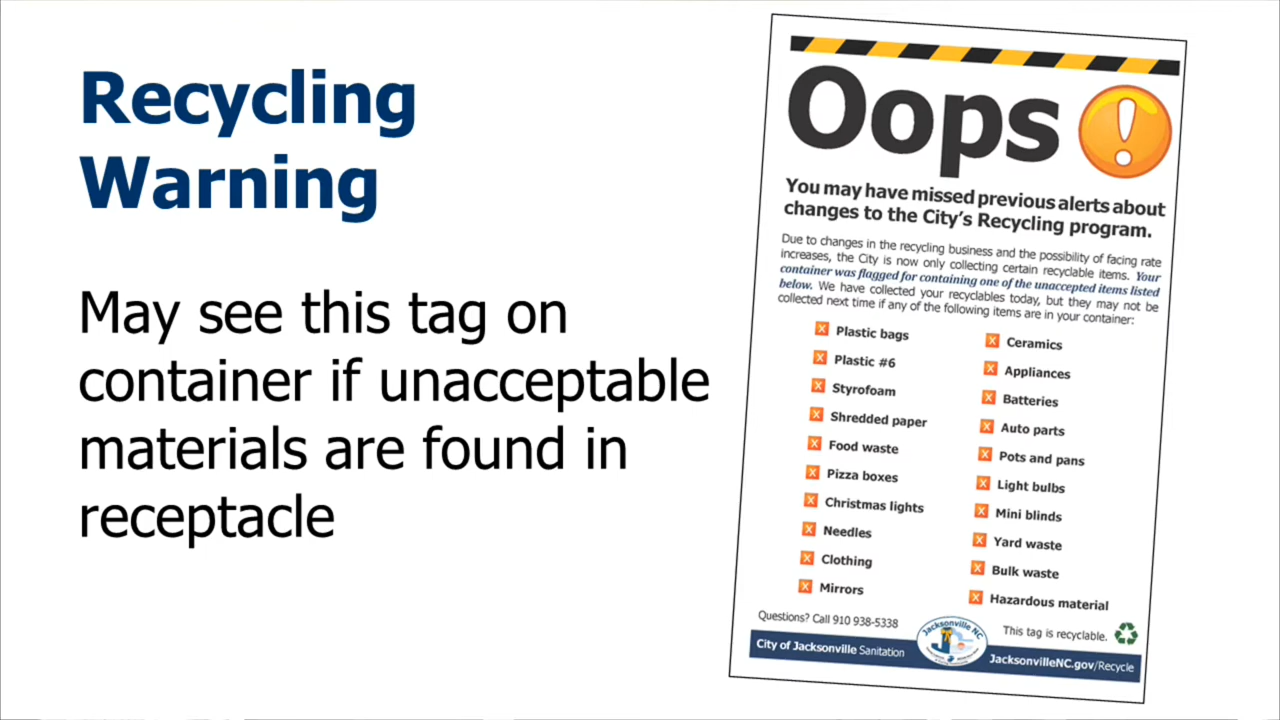 Recycling
Warning
May see this tag on
container if unacceptable
materials are found in
receptacle
Oops
You may have missed previous alerts about
changes to the City's Recycling program.
Due to changes in the recycling business and the possibility of facing rate
increases, the City is now only collecting certain recyclable items. Your
container was flagged for containing one of the unaccepted items listed
below. We have collected your recyclables today, but they may not be
collected next time if any of the following items are in your container:
X Plastic bags
X Plastic #6
X Styrofoam
X Shredded paper
X Food waste
X Pizza boxes
X Christmas lights
X Needles
X Clothing
X Mirrors
X Ceramics
X Appliances
X Batteries
X Auto parts
X Pots and pans
X Light bulbs
X Mini blinds
X Yard waste
X Bulk waste
X Hazardous material
Questions? Call 910 938-5338
Jacksonville NC
This tag is recyclable.
City of Jacksonville Sanitation
JacksonvilleNC.gov/Recycle